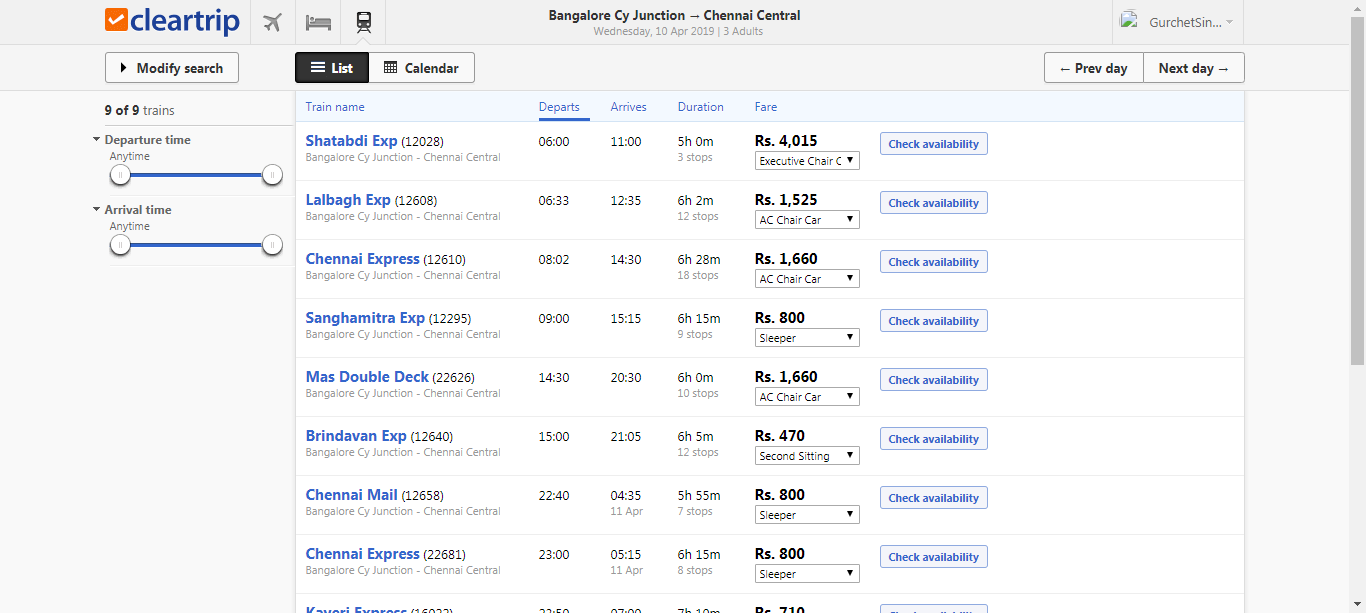 cleartrip
Bangalore Cy Junction → Chennai Central
Wednesday, 10 Apr 2019 | 3 Adults
GurchetSin...
Modify search
List
Calendar
← Prev day
Next day →
9 of 9 trains
Departure time
Anytime
Arrival time
Anytime
Train name Departs Arrives Duration Fare
Shatabdi Exp (12028) 06:00 11:00 5h 0m Rs. 4,015 Check availability
Bangalore Cy Junction - Chennai Central 3 stops Executive Chair C
Lalbagh Exp (12608) 06:33 12:35 6h 2m Rs. 1,525 Check availability
Bangalore Cy Junction - Chennai Central 12 stops AC Chair Car
Chennai Express (12610) 08:02 14:30 6h 28m Rs. 1,660 Check availability
Bangalore Cy Junction - Chennai Central 18 stops AC Chair Car
Sanghamitra Exp (12295) 09:00 15:15 6h 15m Rs. 800 Check availability
Bangalore Cy Junction - Chennai Central 9 stops Sleeper
Mas Double Deck (22626) 14:30 20:30 6h 0m Rs. 1,660 Check availability
Bangalore Cy Junction - Chennai Central 10 stops AC Chair Car
Brindavan Exp (12640) 15:00 21:05 6h 5m Rs. 470 Check availability
Bangalore Cy Junction - Chennai Central 12 stops Second Sitting
Chennai Mail (12658) 22:40 04:35 5h 55m Rs. 800 Check availability
Bangalore Cy Junction - Chennai Central 11 Apr 7 stops Sleeper
Chennai Express (22681) 23:00 05:15 6h 15m Rs. 800 Check availability
Bangalore Cy Junction - Chennai Central 11 Apr 8 stops Sleeper
Kaveri Express Rs. 710